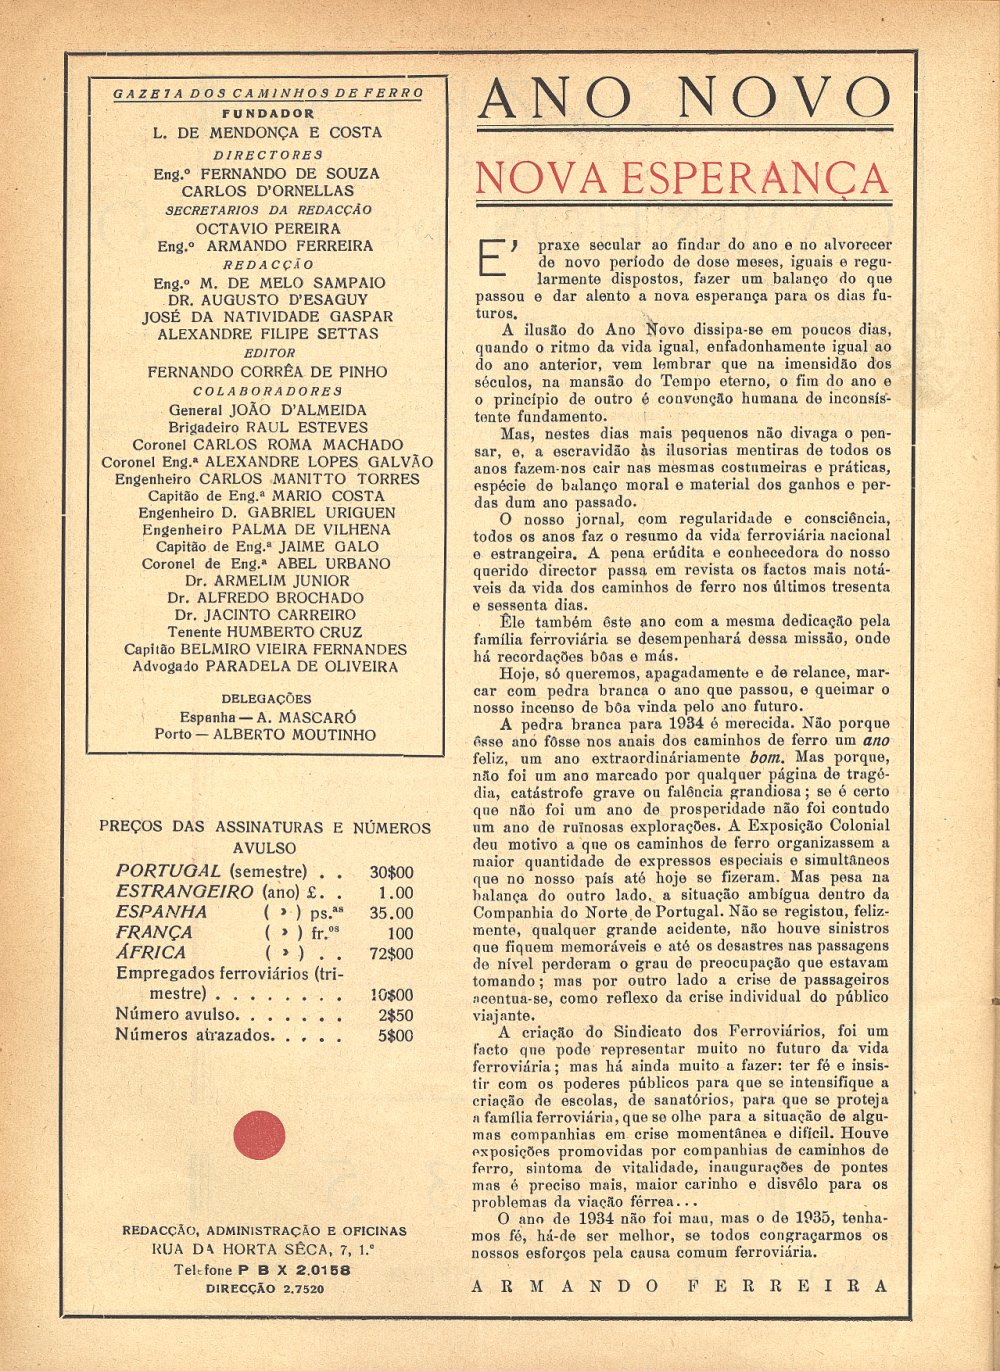 GAZETA DOS CAMINHOS DE FERRO
FUNDADOR
L. DE MENDONÇA E COSTA
DIRECTORES
Eng.º FERNANDO DE SOUZA
CARLOS D'ORNELLAS
SECRETARIOS DA REDACÇÃO
OCTAVIO PEREIRA
Eng.º ARMANDO FERREIRA
REDACÇÃO
Eng.º M. DE MELO SAMPAIO
DR. AUGUSTO D'ESAGUY
JOSÉ DA NATIVIDADE GASPAR
ALEXANDRE FILIPE SETTAS
EDITOR
FERNANDO CORRÊA DE PINHO
COLABORADORES
General JOÃO D'ALMEIDA
Brigadeiro RAUL ESTEVES
Coronel CARLOS ROMA MACHADO
Coronel Eng.ª ALEXANDRE LOPES GALVÃO
Engenheiro CARLOS MANITTO TORRES
Capitão de Eng.ª MARIO COSTA
Engenheiro D. GABRIEL URIGUEN
Engenheiro PALMA DE VILHENA
Capitão de Eng.ª JAIME GALO
Coronel de Eng.ª ABEL URBANO
Dr. ARMELIM JUNIOR
Dr. ALFREDO BROCHADO
Dr. JACINTO CARREIRO
Tenente HUMBERTO CRUZ
Capitão BELMIRO VIEIRA FERNANDES
Advogado PARADELA DE OLIVEIRA
DELEGAÇÕES
Espanha — A. MASCARÓ
Porto — ALBERTO MOUTINHO
PREÇOS DAS ASSINATURAS E NÚMEROS
AVULSO
PORTUGAL (semestre) . . 30$00
ESTRANGEIRO (ano) £. . 1.00
ESPANHA ( » ) ps.as 35.00
FRANÇA ( » ) fr.os 100
ÁFRICA ( » ) . . 72$00
Empregados ferroviários (tri-
mestre) . . . . . . . . 10$00
Número avulso. . . . . . . 2$50
Números atrazados. . . . . 5$00
REDACÇÃO, ADMINISTRAÇÃO E OFICINAS
RUA DA HORTA SÊCA, 7, 1.º
Telefone P B X 2.0158
DIRECÇÃO 2.7520
ANO NOVO
NOVA ESPERANÇA
E' praxe secular ao findar do ano e no alvorecer
de novo período de dose meses, iguais e regu-
larmente dispostos, fazer um balanço do que
passou e dar alento a nova esperança para os dias fu-
turos.
A ilusão do Ano Novo dissipa-se em poucos dias,
quando o ritmo da vida igual, enfadonhamente igual ao
do ano anterior, vem lembrar que na imensidão dos
séculos, na mansão do Tempo eterno, o fim do ano e
o princípio de outro é convenção humana de inconsís-
tente fundamento.
Mas, nestes dias mais pequenos não divaga o pen-
sar, e, a escravidão às ilusorias mentiras de todos os
anos fazem-nos cair nas mesmas costumeiras e práticas,
espécie de balanço moral e material dos ganhos e per-
das dum ano passado.
O nosso jornal, com regularidade e consciência,
todos os anos faz o resumo da vida ferroviária nacional
e estrangeira. A pena erúdita e conhecedora do nosso
querido director passa em revista os factos mais notá-
veis da vida dos caminhos de ferro nos últimos tresenta
e sessenta dias.
Êle também êste ano com a mesma dedicação pela
família ferroviária se desempenhará dessa missão, onde
há recordações bôas e más.
Hoje, só queremos, apagadamente e de relance, mar-
car com pedra branca o ano que passou, e queimar o
nosso incenso de bôa vinda pelo ano futuro.
A pedra branca para 1934 é merecida. Não porque
êsse ano fôsse nos anais dos caminhos de ferro um ano
feliz, um ano extraordináriamente bom. Mas porque,
não foi um ano marcado por qualquer página de tragé-
dia, catástrofe grave ou falência grandiosa; se é certo
que não foi um ano de prosperidade não foi contudo
um ano de ruïnosas explorações. A Exposição Colonial
deu motivo a que os caminhos de ferro organizassem a
maior quantidade de expressos especiais e simultâneos
que no nosso país até hoje se fizeram. Mas pesa na
balança do outro lado, a situação ambígua dentro da
Companhia do Norte de Portugal. Não se registou, feliz-
mente, qualquer grande acidente, não houve sinistros
que fiquem memoráveis e até os desastres nas passagens
de nível perderam o grau de preocupação que estavam
tomando; mas por outro lado a crise de passageiros
acentua-se, como reflexo da crise individual do público
viajante.
A criação do Sindicato dos Ferroviários, foi um
facto que pode representar muito no futuro da vida
ferroviária; mas há ainda muito a fazer: ter fé e insis-
tir com os poderes públicos para que se intensifique a
criação de escolas, de sanatórios, para que se proteja
a família ferroviária, que se olhe para a situação de algu-
mas companhias em crise momentânea e difícil. Houve
exposições promovidas por companhias de caminhos de
ferro, sintoma de vitalidade, inaugurações de pontes
mas é preciso mais, maior carinho e disvêlo para os
problemas da viação férrea...
O ano de 1934 não foi mau, mas o de 1935, tenha-
mos fé, há-de ser melhor, se todos congraçarmos os
nossos esforços pela causa comum ferroviária.
ARMANDO FERREIRA